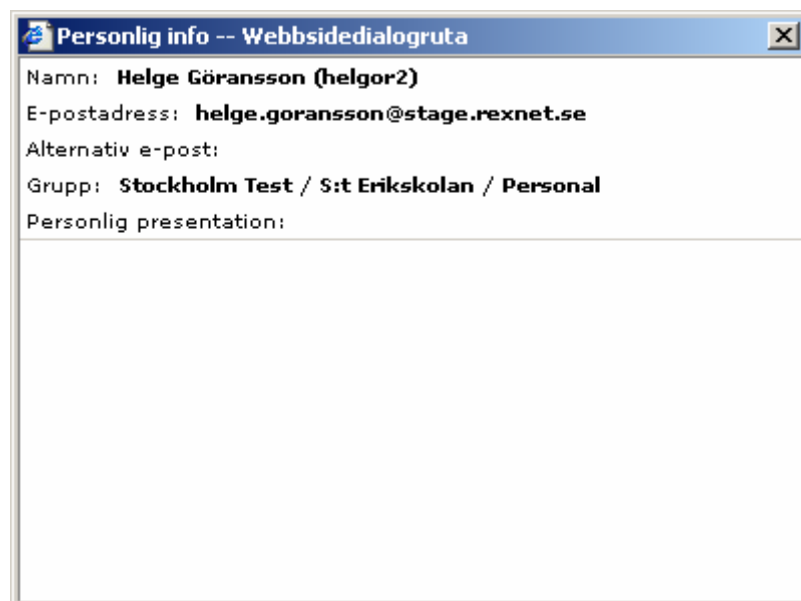 Personlig info -- Webbsidedialogruta
Namn: Helge Göransson (helgor2)
E-postadress: helge.goransson@stage.rexnet.se
Alternativ e-post:
Grupp: Stockholm Test / S:t Erikskolan / Personal
Personlig presentation: